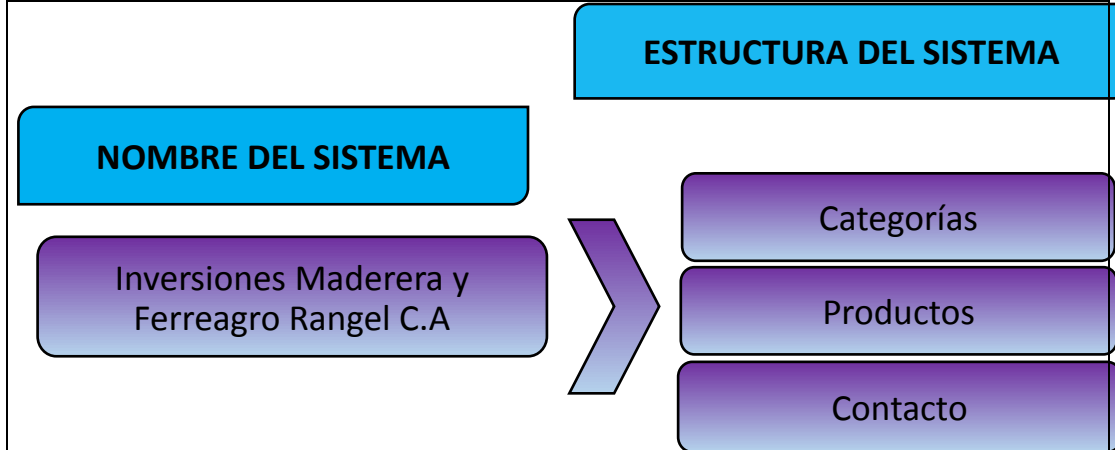 ESTRUCTURA DEL SISTEMA
NOMBRE DEL SISTEMA
Inversiones Maderera y
Ferreagro Rangel C.A
Categorías
Productos
Contacto